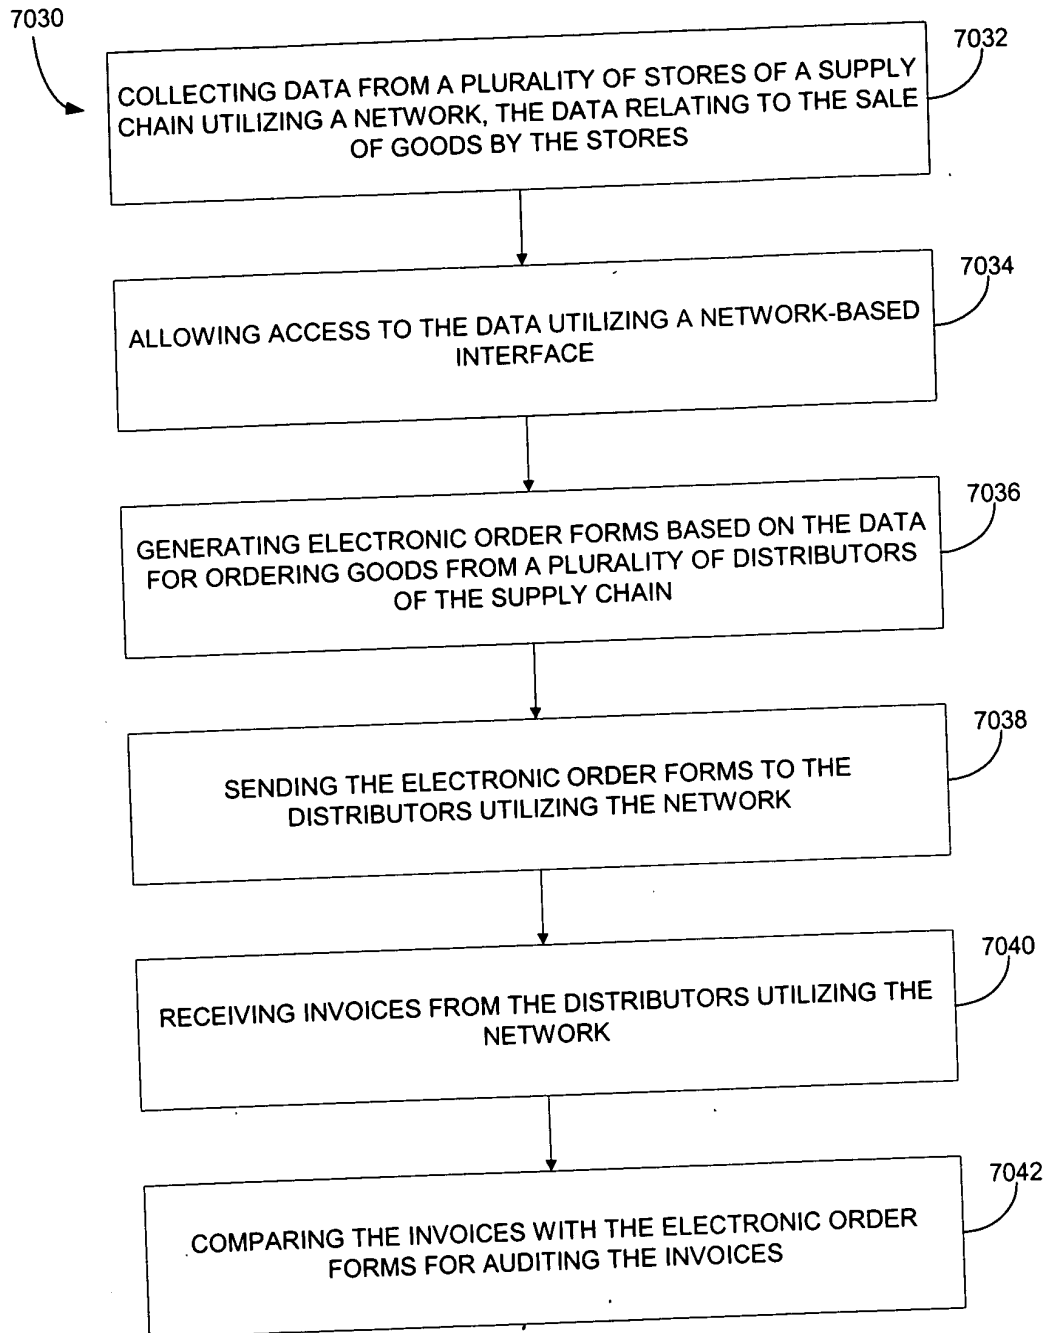 7030
7032
COLLECTING DATA FROM A PLURALITY OF STORES OF A SUPPLY
CHAIN UTILIZING A NETWORK, THE DATA RELATING TO THE SALE
OF GOODS BY THE STORES
7034
ALLOWING ACCESS TO THE DATA UTILIZING A NETWORK-BASED
INTERFACE
7036
GENERATING ELECTRONIC ORDER FORMS BASED ON THE DATA
FOR ORDERING GOODS FROM A PLURALITY OF DISTRIBUTORS
OF THE SUPPLY CHAIN
7038
SENDING THE ELECTRONIC ORDER FORMS TO THE
DISTRIBUTORS UTILIZING THE NETWORK
7040
RECEIVING INVOICES FROM THE DISTRIBUTORS UTILIZING THE
NETWORK
7042
COMPARING THE INVOICES WITH THE ELECTRONIC ORDER
FORMS FOR AUDITING THE INVOICES